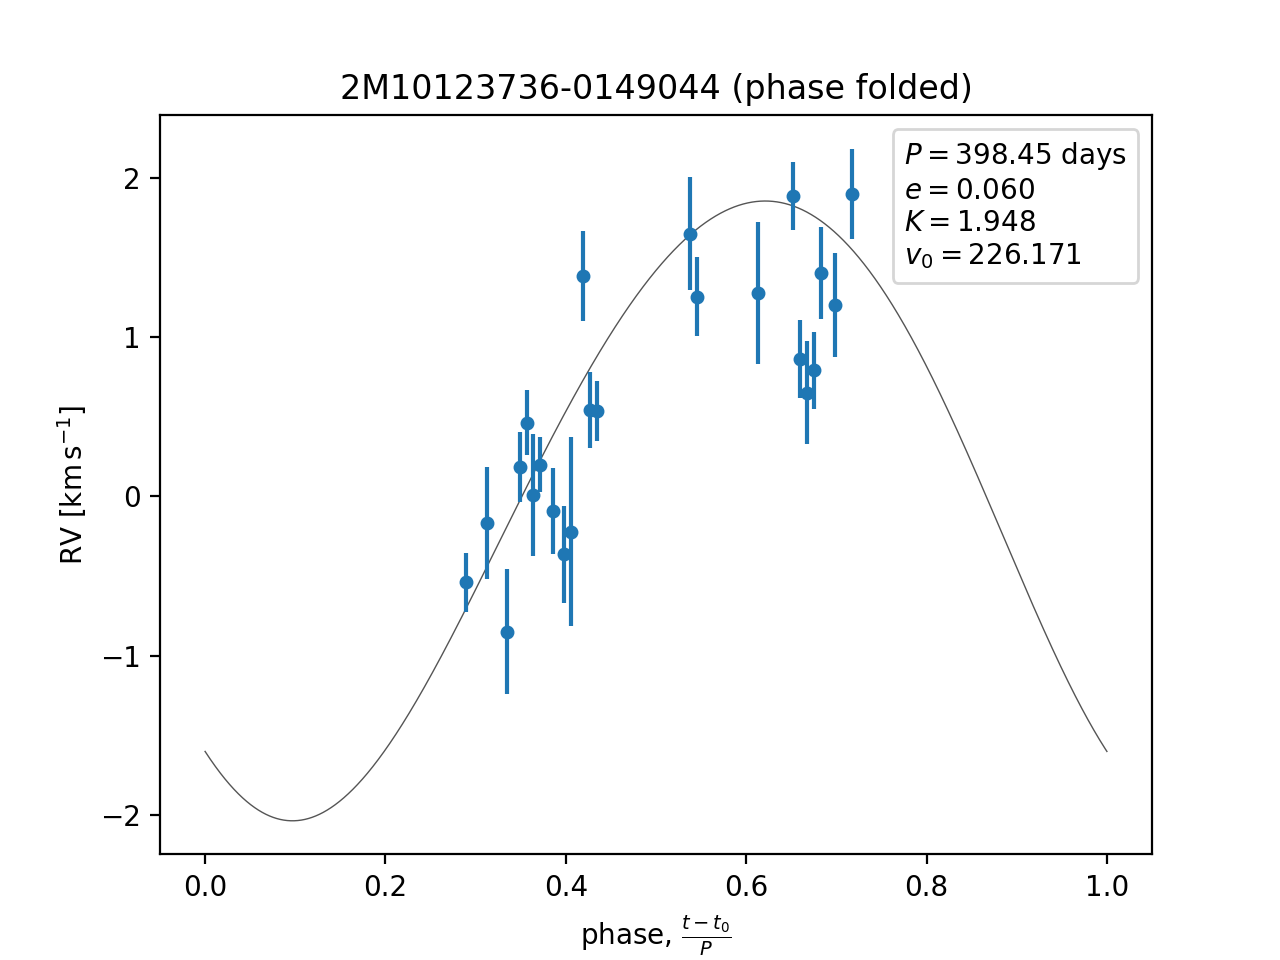 2M10123736-0149044 (phase folded)
P = 398.45 days
e = 0.060
K = 1.948
v₀ = 226.171
2
1
0
−1
−2
RV [km s⁻¹]
0.0 0.2 0.4 0.6 0.8 1.0
phase, (t − t₀)/P